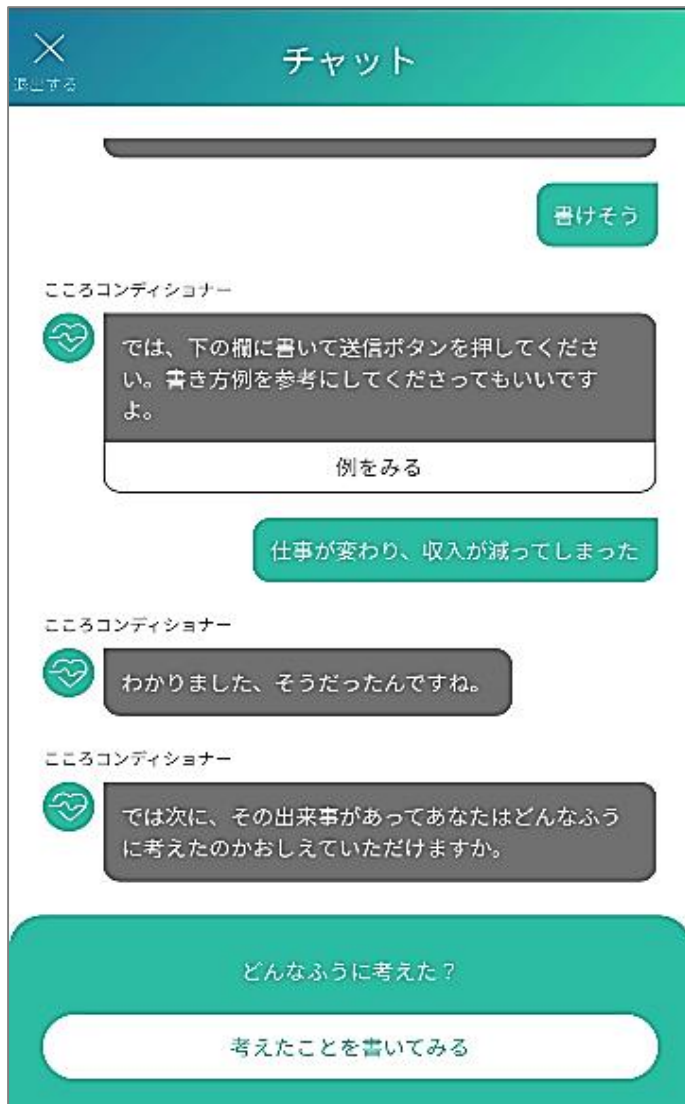 チャット
退出する
書けそう
こころコンディショナー
では、下の欄に書いて送信ボタンを押してくださ
い。書き方例を参考にしてくださってもいいです
よ。
例をみる
仕事が変わり、収入が減ってしまった
こころコンディショナー
わかりました、そうだったんですね。
こころコンディショナー
では次に、その出来事があってあなたはどんなふう
に考えたのかおしえていただけますか。
どんなふうに考えた？
考えたことを書いてみる